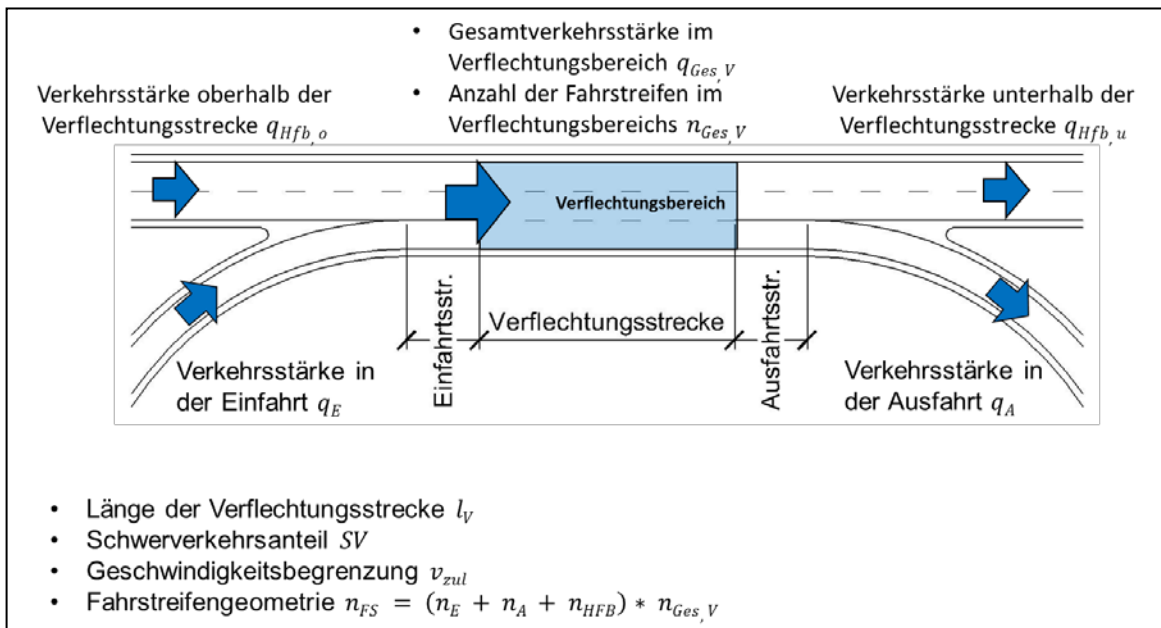 • Gesamtverkehrsstärke im
Verflechtungsbereich q_{Ges, V}
• Anzahl der Fahrstreifen im
Verflechtungsbereichs n_{Ges, V}
Verkehrsstärke oberhalb der
Verflechtungsstrecke q_{Hfb, o}
Verkehrsstärke unterhalb der
Verflechtungsstrecke q_{Hfb, u}
Verflechtungsbereich
Einfahrtsstr.
Verflechtungsstrecke
Ausfahrtsstr.
Verkehrsstärke in
der Einfahrt q_E
Verkehrsstärke in
der Ausfahrt q_A
• Länge der Verflechtungsstrecke l_V
• Schwerverkehrsanteil SV
• Geschwindigkeitsbegrenzung v_{zul}
• Fahrstreifengeometrie n_{FS} = (n_E + n_A + n_{HFB}) * n_{Ges, V}